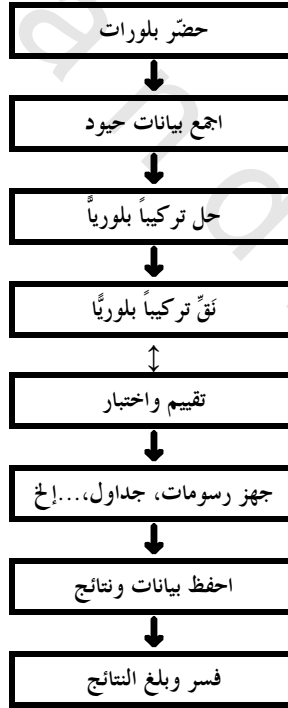 حضّر بلورات
اجمع بيانات حيود
حل تركيباً بلورياًّ
نَقِّ تركيباً بلوريًّا
تقييم واختبار
جهز رسومات، جداول،...إلخ
احفظ بيانات ونتائج
فسر وبلغ النتائج